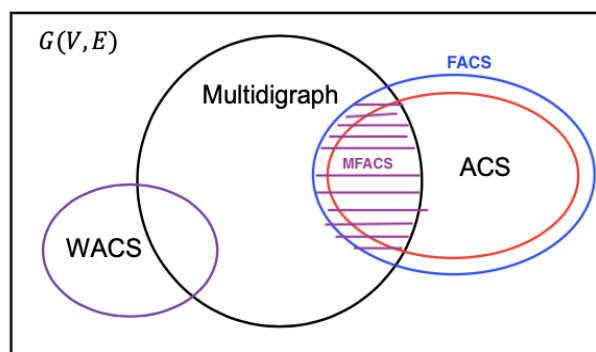 G(V, E)
FACS
Multidigraph
MFACS
ACS
WACS